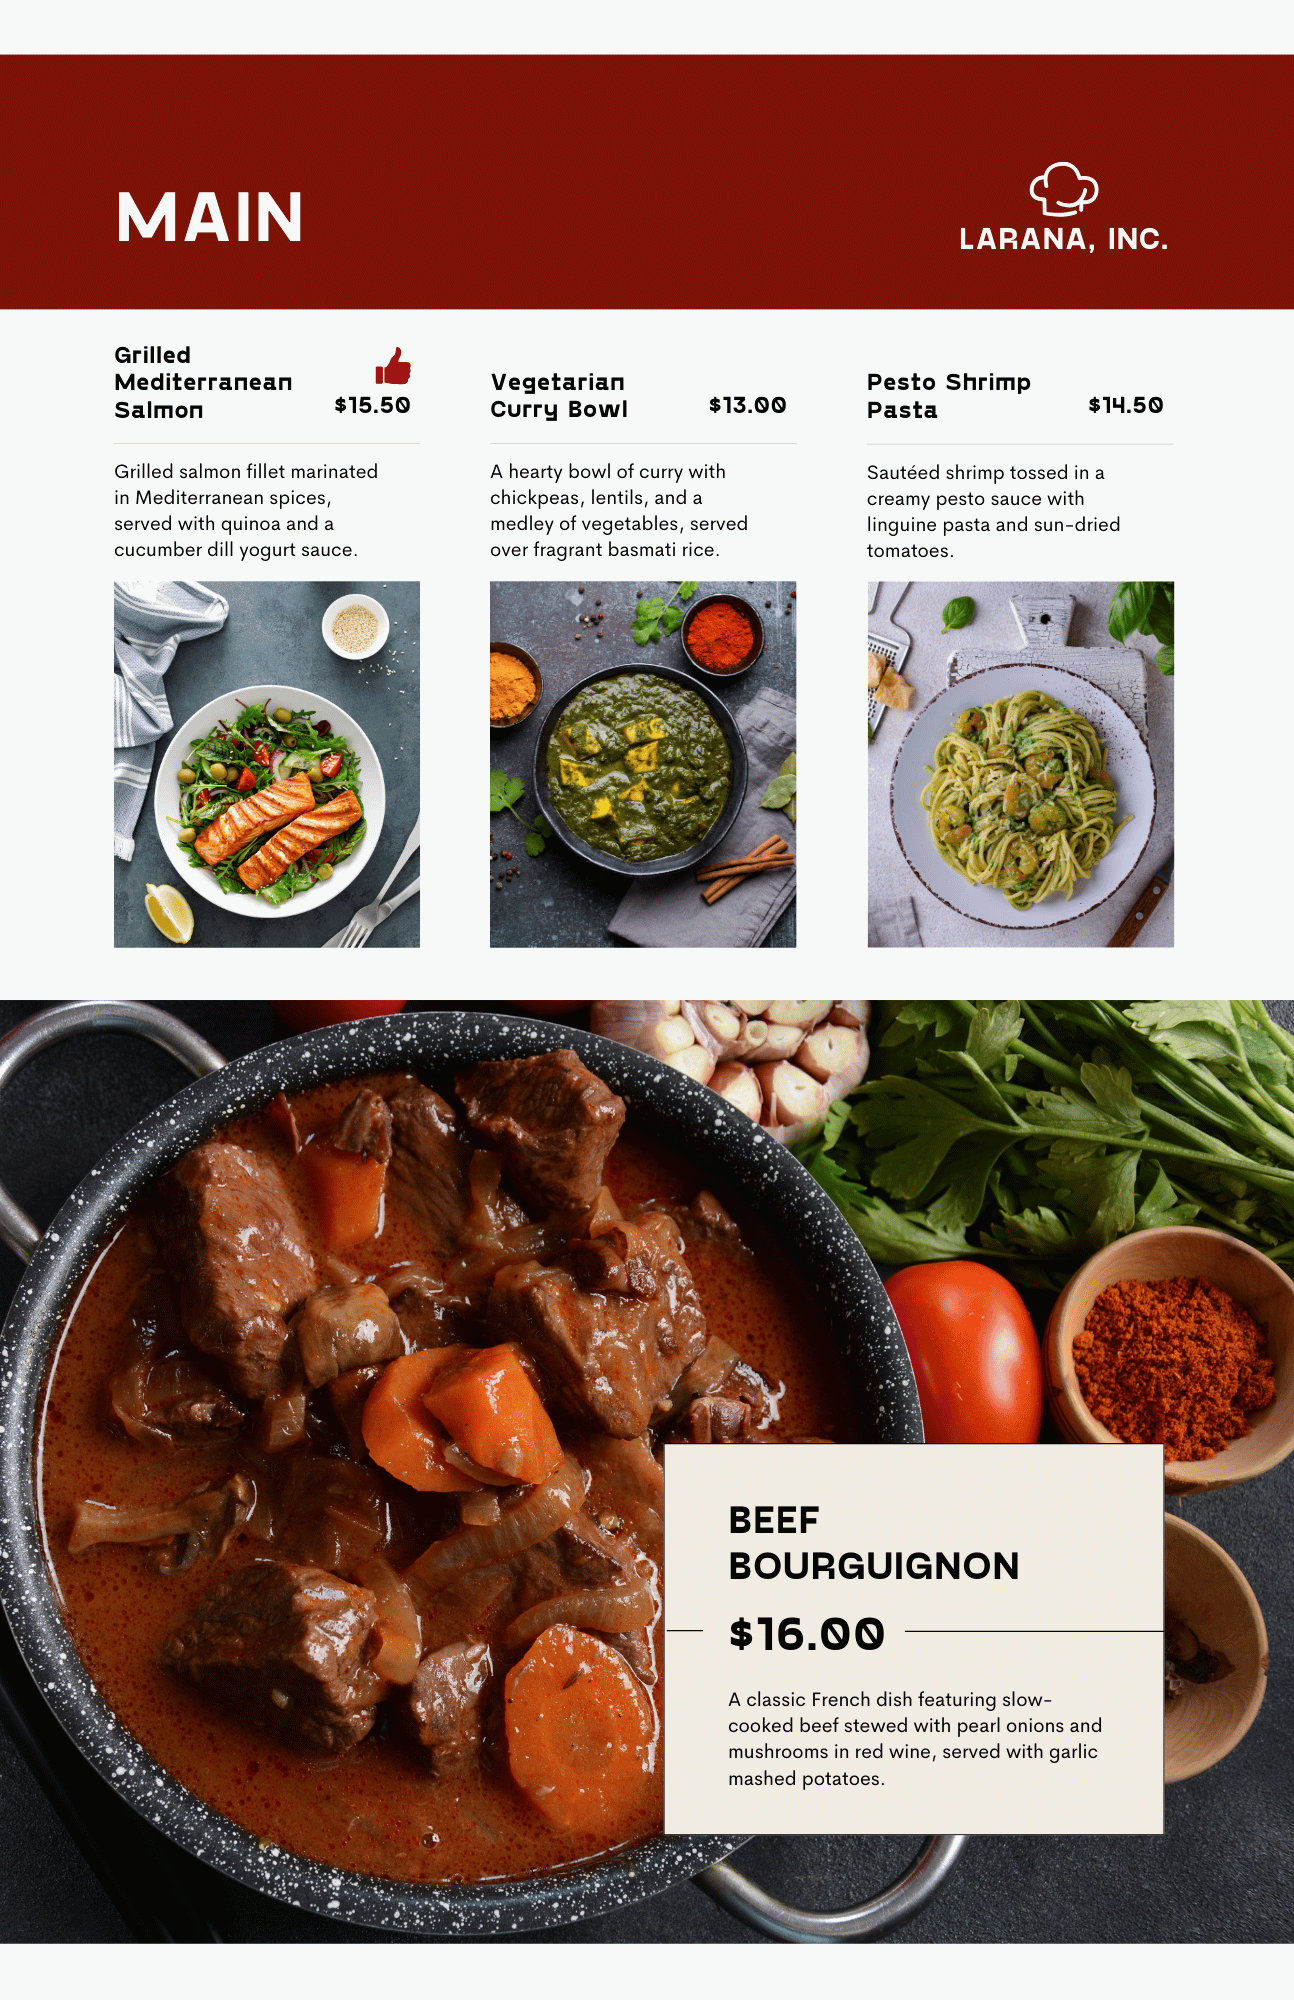 MAIN
LARANA, INC.
Grilled
Mediterranean
Salmon
$15.50
Grilled salmon fillet marinated
in Mediterranean spices,
served with quinoa and a
cucumber dill yogurt sauce.
Vegetarian
Curry Bowl
$13.00
A hearty bowl of curry with
chickpeas, lentils, and a
medley of vegetables, served
over fragrant basmati rice.
Pesto Shrimp
Pasta
$14.50
Sautéed shrimp tossed in a
creamy pesto sauce with
linguine pasta and sun-dried
tomatoes.
BEEF
BOURGUIGNON
$16.00
A classic French dish featuring slow-
cooked beef stewed with pearl onions and
mushrooms in red wine, served with garlic
mashed potatoes.